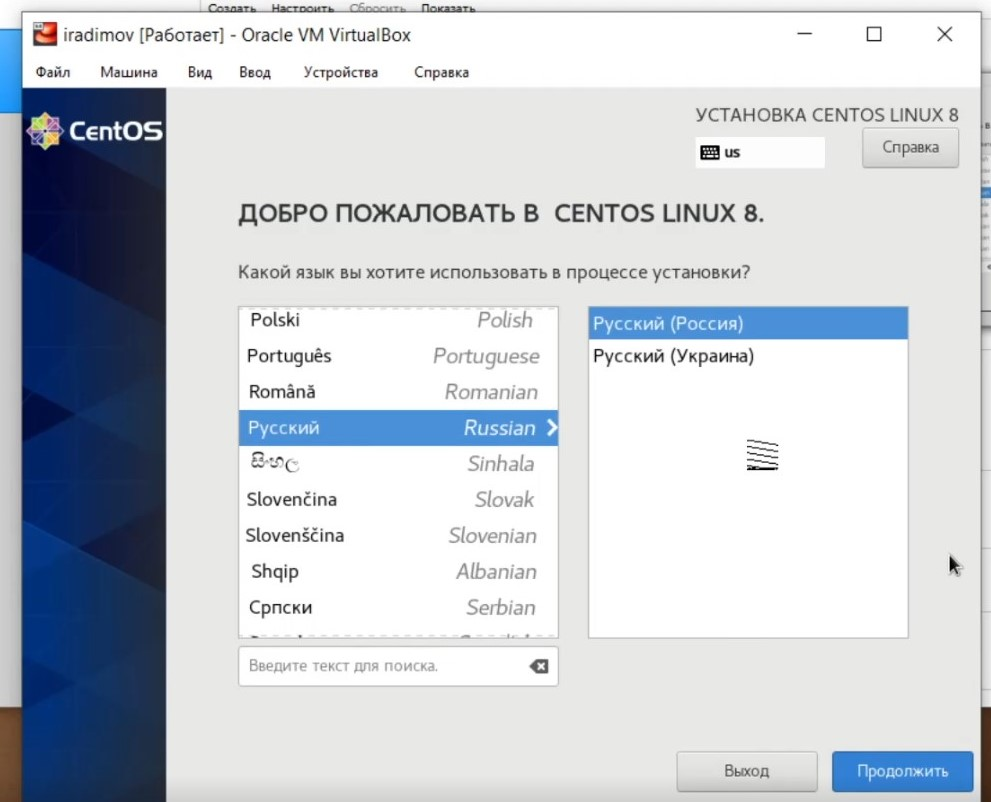 Создать Настроить Сбросить Показать
iradimov [Работает] - Oracle VM VirtualBox
Файл Машина Вид Ввод Устройства Справка
CentOS
УСТАНОВКА CENTOS LINUX 8
us
Справка
ДОБРО ПОЖАЛОВАТЬ В CENTOS LINUX 8.
Какой язык вы хотите использовать в процессе установки?
Polski Polish
Português Portuguese
Română Romanian
Русский Russian
සිංහල Sinhala
Slovenčina Slovak
Slovenščina Slovenian
Shqip Albanian
Српски Serbian
Русский (Россия)
Русский (Украина)
Введите текст для поиска.
Выход
Продолжить